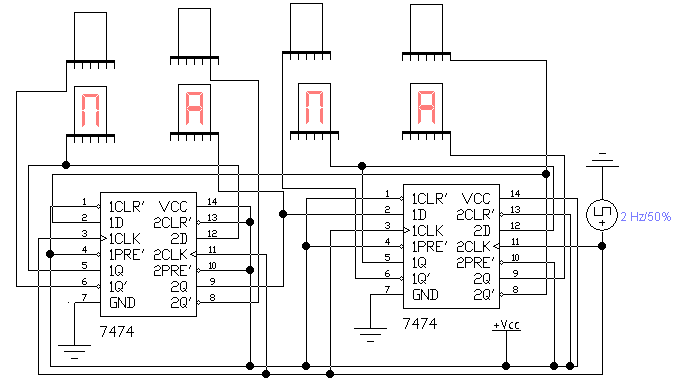 П A П A
1 1CLR' VCC 14
2 1D 2CLR' 13
3 1CLK 2D 12
4 1PRE' 2CLK 11
5 1Q 2PRE' 10
6 1Q' 2Q 9
7 GND 2Q' 8
7474
1 1CLR' VCC 14
2 1D 2CLR' 13
3 1CLK 2D 12
4 1PRE' 2CLK 11
5 1Q 2PRE' 10
6 1Q' 2Q 9
7 GND 2Q' 8
7474
2 Hz/50%
+
+Vcc